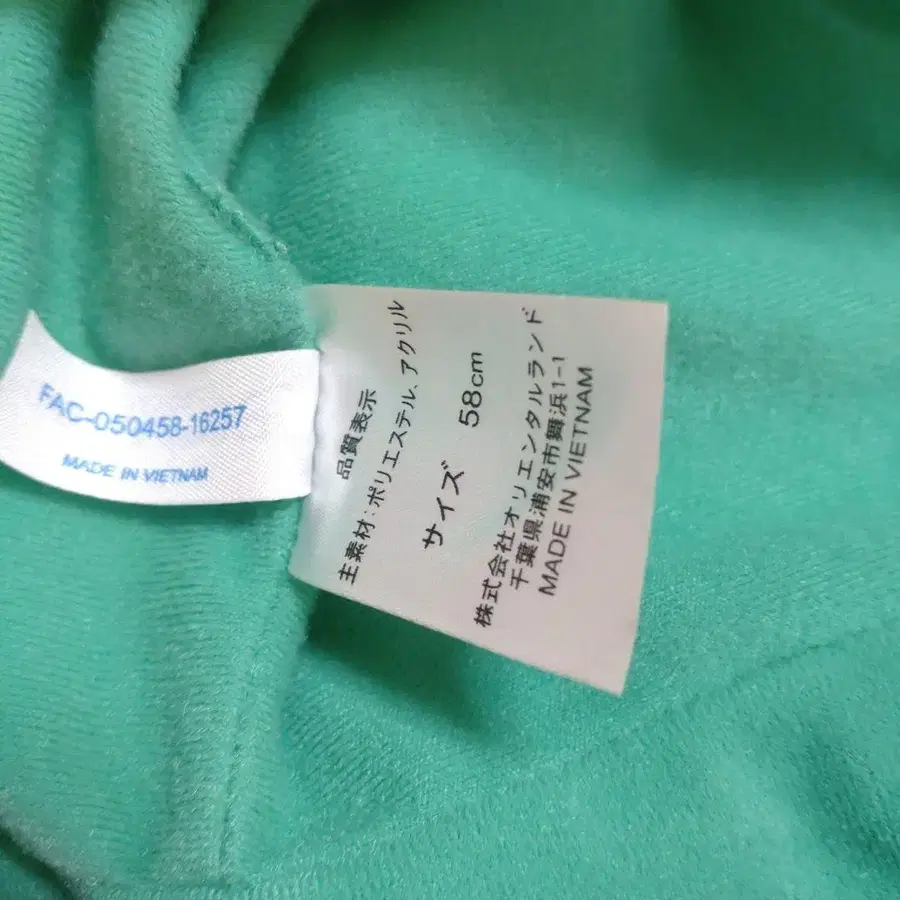 FAC-050458-16257
MADE IN VIETNAM
品質表示
主素材:ポリエステル、アクリル
サイズ 58cm
株式会社オリエンタルランド
千葉県浦安市舞浜1-1
MADE IN VIETNAM